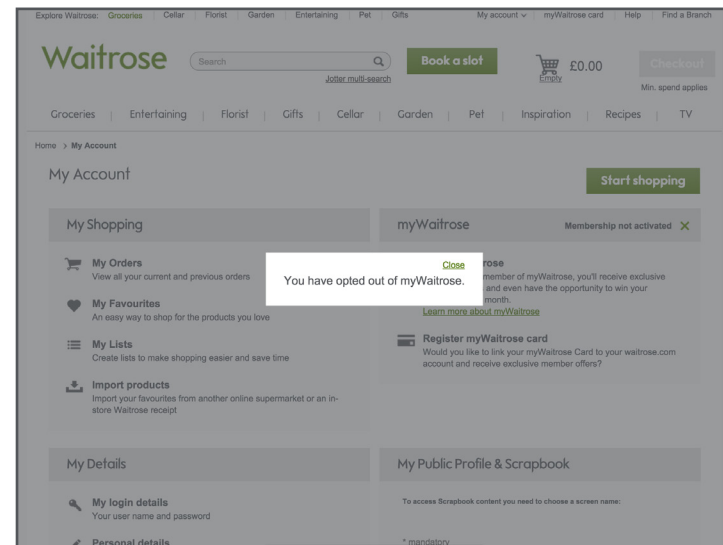 Explore Waitrose: Groceries Cellar Florist Garden Entertaining Pet Gifts My account myWaitrose card Help Find a Branch
Waitrose
Search
Jotter multi-search
Book a slot
Empty
£0.00
Checkout
Min. spend applies
Groceries Entertaining Florist Gifts Cellar Garden Pet Inspiration Recipes TV
Home > My Account
My Account
Start shopping
My Shopping
My Orders
View all your current and previous orders
My Favourites
An easy way to shop for the products you love
My Lists
Create lists to make shopping easier and save time
Import products
Import your favourites from another online supermarket or an in-
store Waitrose receipt
myWaitrose
Membership not activated
Close
You have opted out of myWaitrose.
rose
member of myWaitrose, you'll receive exclusive
and even have the opportunity to win your
month.
Learn more about myWaitrose
Register myWaitrose card
Would you like to link your myWaitrose Card to your waitrose.com
account and receive exclusive member offers?
My Details
My login details
Your user name and password
Personal details
My Public Profile & Scrapbook
To access Scrapbook content you need to choose a screen name:
* mandatory